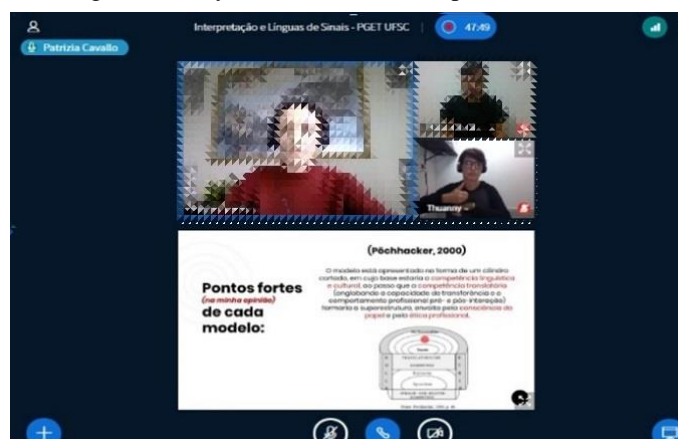 Interpretação e Línguas de Sinais - PGET UFSC
47:49
Patrizia Cavallo
Thuanny
(Pöchhacker, 2000)
O modelo está apresentado na forma de um cilindro
cortado, em cuja base estaria a competência linguística
e cultural, ao passo que a competência translatória
(englobando a capacidade de transferência e o
comportamento profissional pré- e pós-interação)
formaria a superestrutura, envolta pela consciência do
papel e pela ética profissional.
Pontos fortes
(na minha opinião)
de cada
modelo: